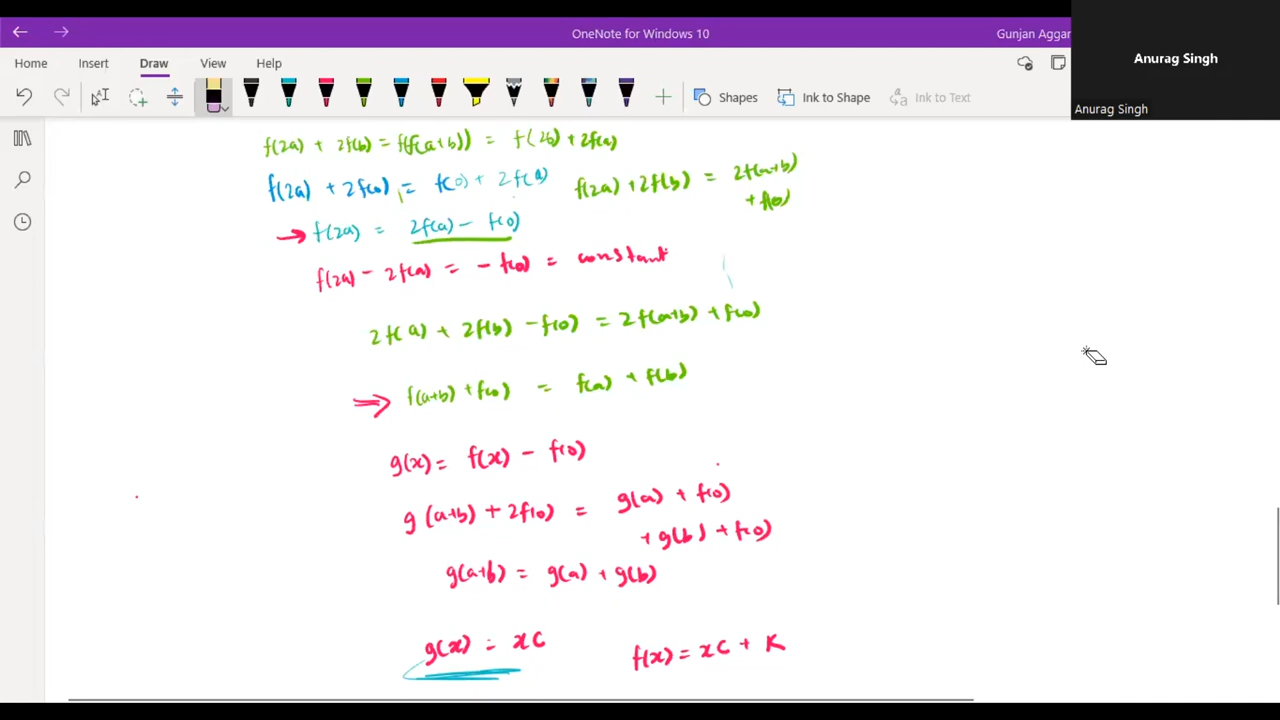 OneNote for Windows 10
Gunjan Aggar
Anurag Singh
Anurag Singh
Home Insert Draw View Help
Shapes Ink to Shape Ink to Text
f(2a) + 2f(b) = f(f(a+b)) = f(2b) + 2f(a)
f(2a) + 2f(0) = f(0) + 2f(a)
f(2a) + 2f(b) = 2f(a+b)
+ f(0)
→ f(2a) = 2f(a) - f(0)
f(2a) - 2f(a) = - f(0) = constant
2f(a) + 2f(b) - f(0) = 2f(a+b) + f(0)
⇒ f(a+b) + f(0) = f(a) + f(b)
g(x) = f(x) - f(0)
g(a+b) + 2f(0) = g(a) + f(0)
+ g(b) + f(0)
g(a+b) = g(a) + g(b)
g(x) = xc
f(x) = xc + K